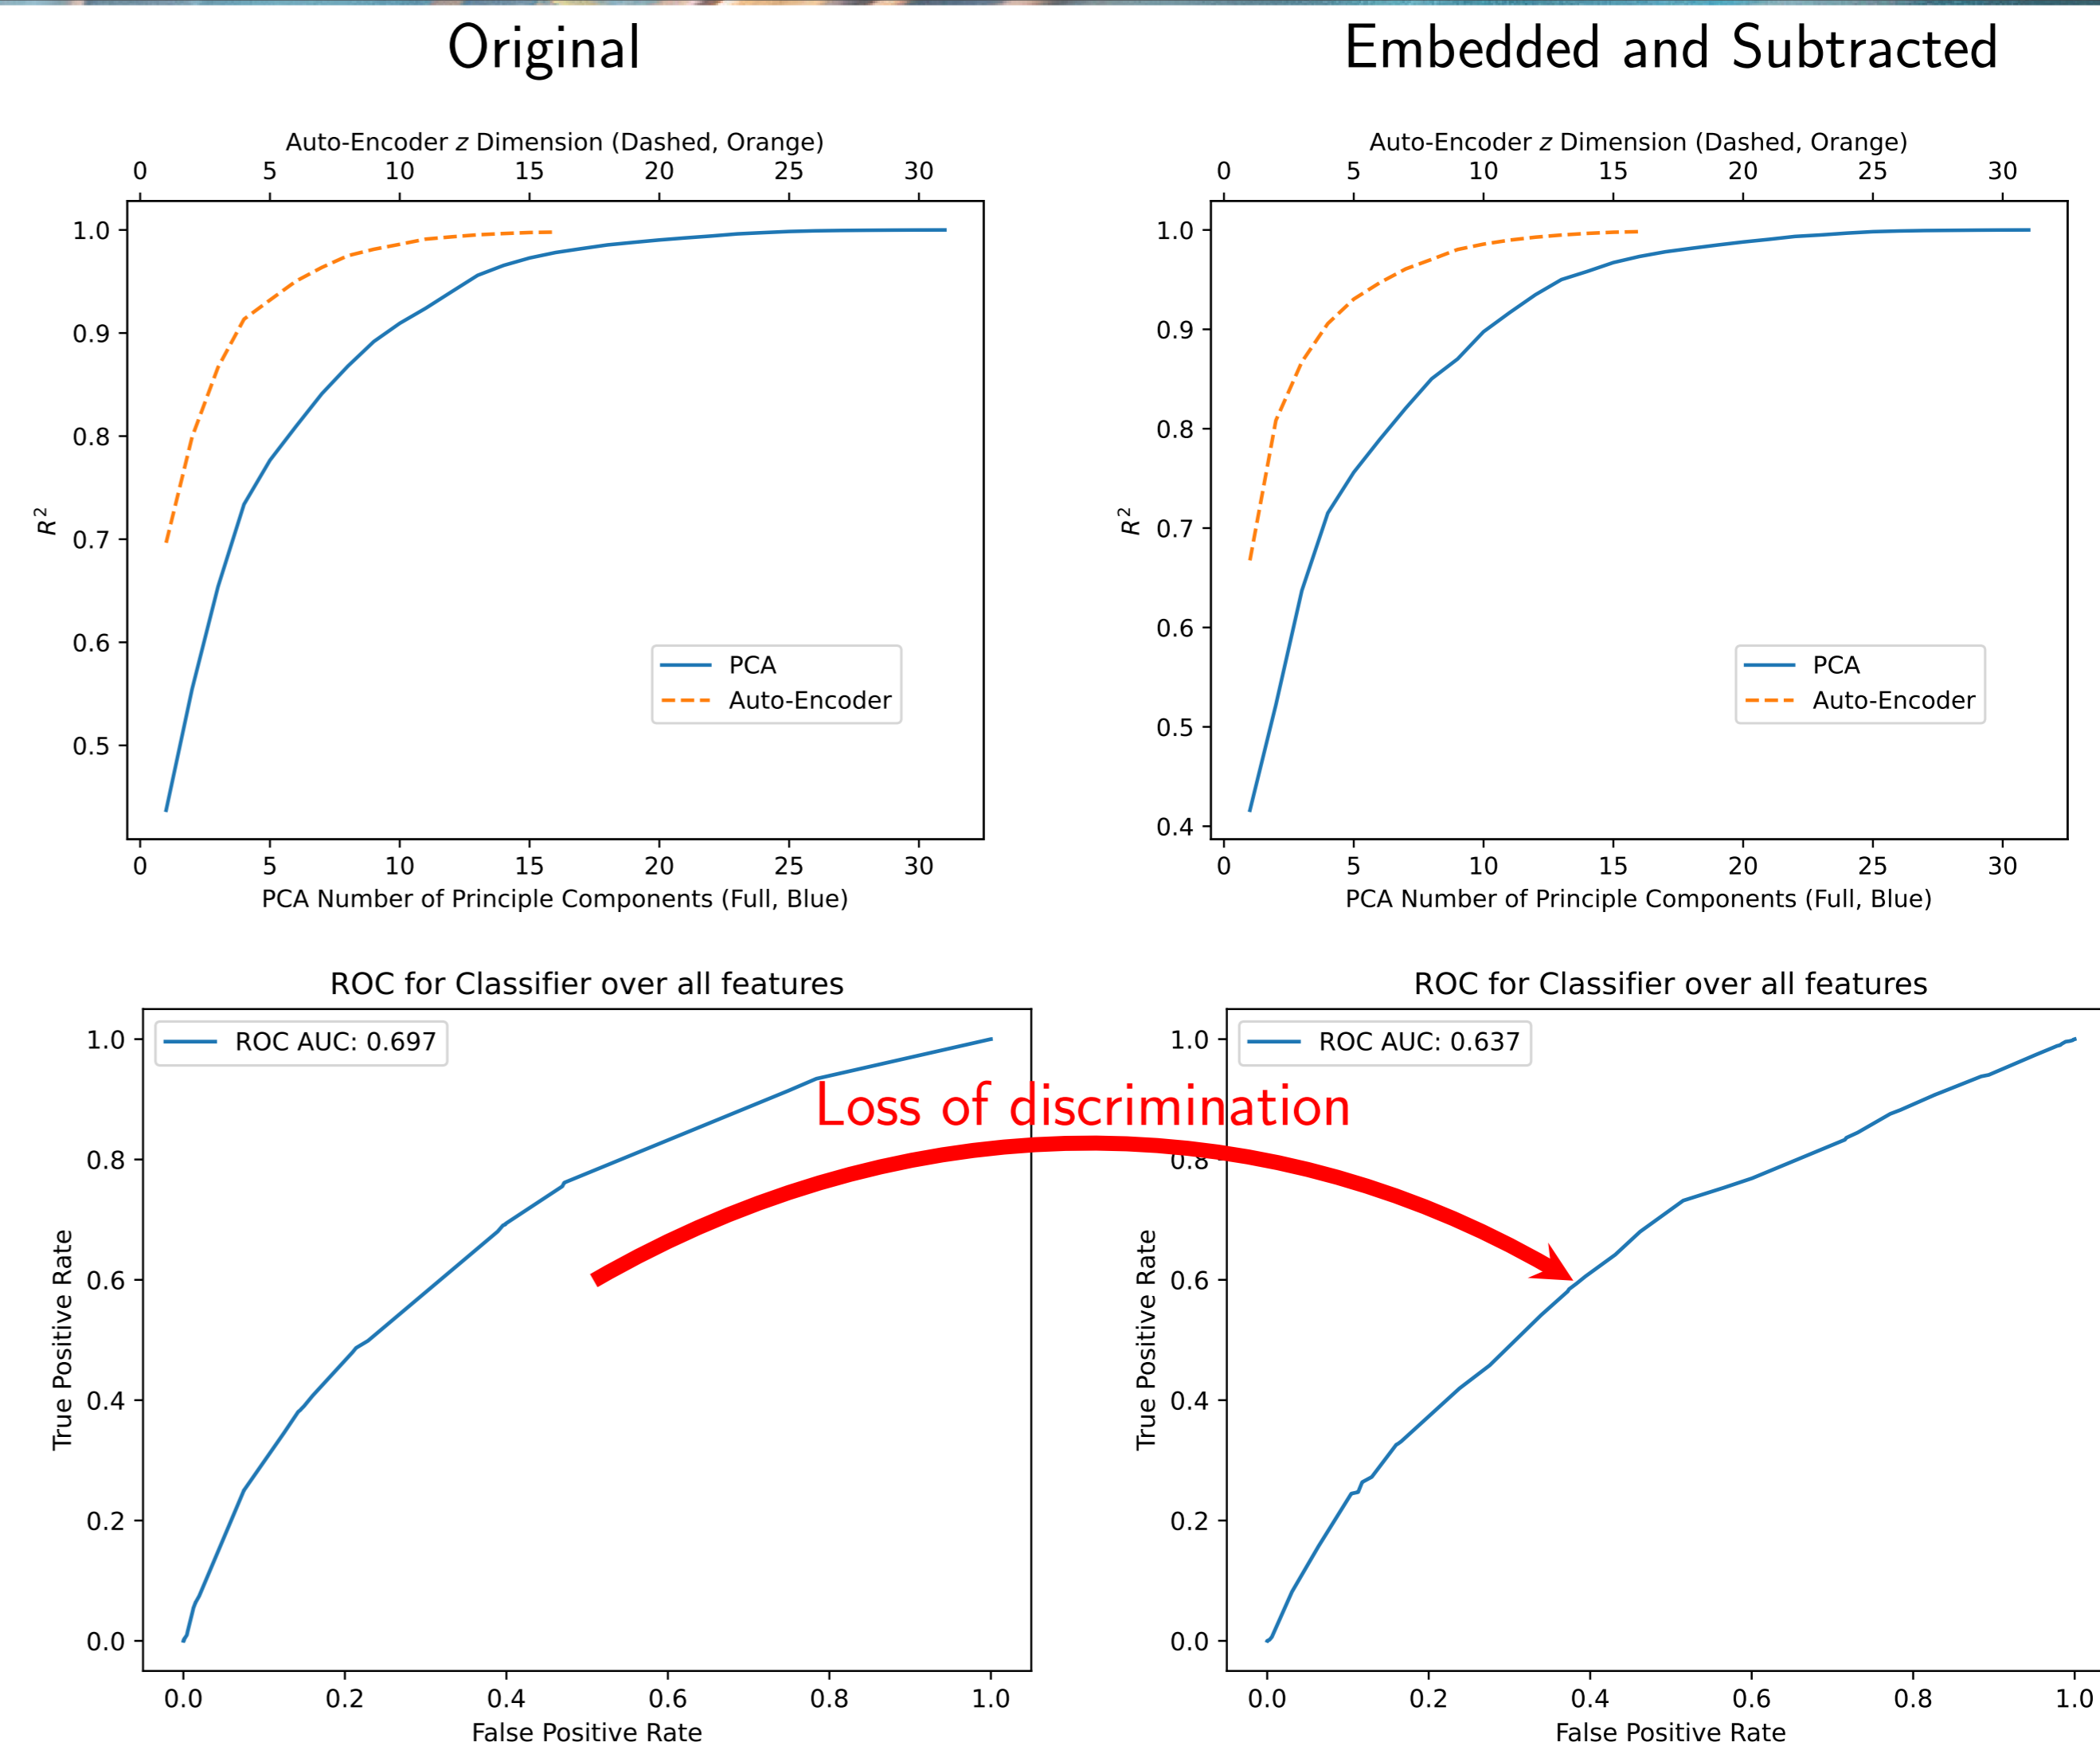 Original
Embedded and Subtracted
Auto-Encoder z Dimension (Dashed, Orange)
0 5 10 15 20 25 30
1.0
0.9
0.8
0.7
0.6
0.5
R²
PCA
Auto-Encoder
0 5 10 15 20 25 30
PCA Number of Principle Components (Full, Blue)
Auto-Encoder z Dimension (Dashed, Orange)
0 5 10 15 20 25 30
1.0
0.9
0.8
0.7
0.6
0.5
0.4
R²
PCA
Auto-Encoder
0 5 10 15 20 25 30
PCA Number of Principle Components (Full, Blue)
ROC for Classifier over all features
ROC AUC: 0.697
1.0
0.8
0.6
0.4
0.2
0.0
True Positive Rate
0.0 0.2 0.4 0.6 0.8 1.0
False Positive Rate
Loss of discrimination
ROC for Classifier over all features
ROC AUC: 0.637
1.0
0.8
0.6
0.4
0.2
0.0
True Positive Rate
0.0 0.2 0.4 0.6 0.8 1.0
False Positive Rate